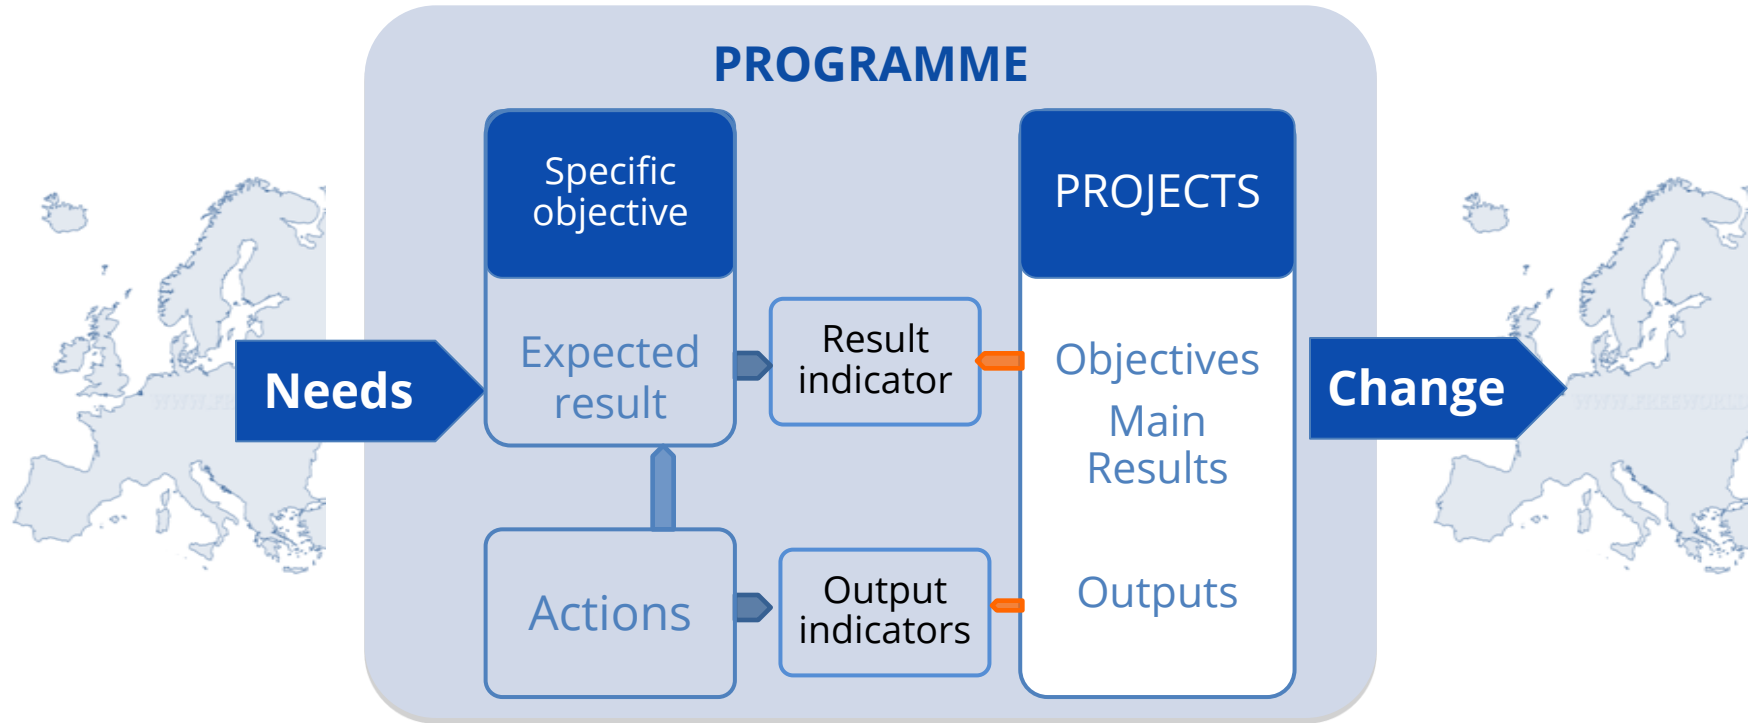 PROGRAMME
Specific
objective
PROJECTS
Needs
Expected
result
Result
indicator
Objectives
Main
Results
Change
Actions
Output
indicators
Outputs